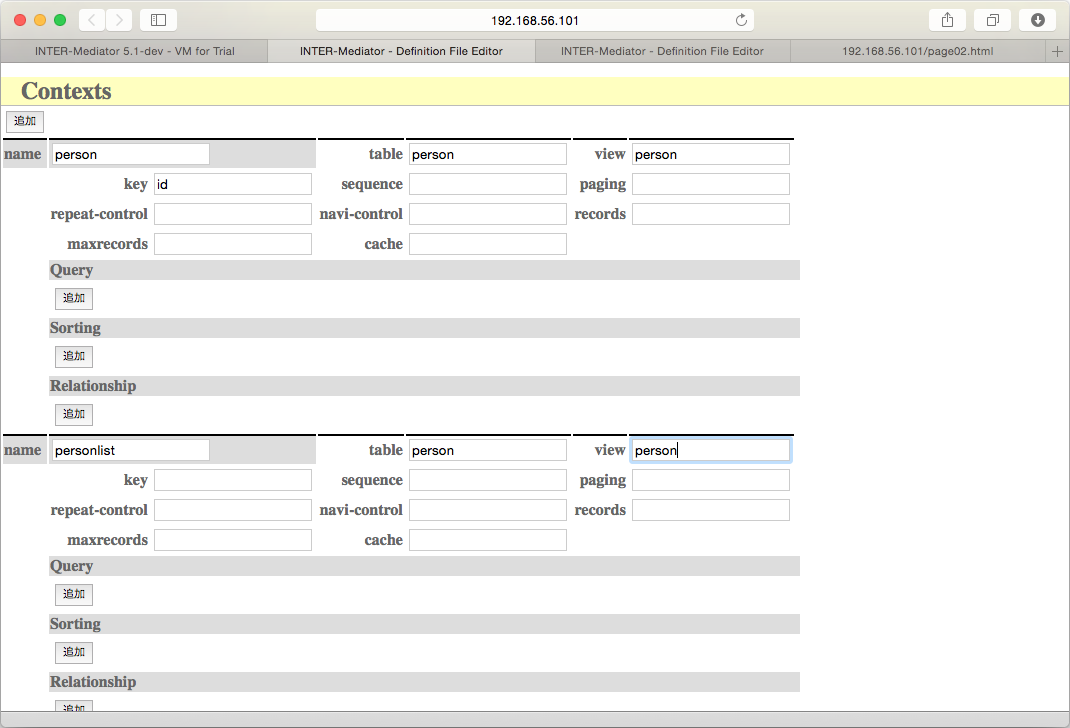 192.168.56.101
INTER-Mediator 5.1-dev - VM for Trial
INTER-Mediator - Definition File Editor
INTER-Mediator - Definition File Editor
192.168.56.101/page02.html
Contexts
追加
name person table person view person
key id sequence paging
repeat-control navi-control records
maxrecords cache
Query
追加
Sorting
追加
Relationship
追加
name personlist table person view person
key sequence paging
repeat-control navi-control records
maxrecords cache
Query
追加
Sorting
追加
Relationship
追加